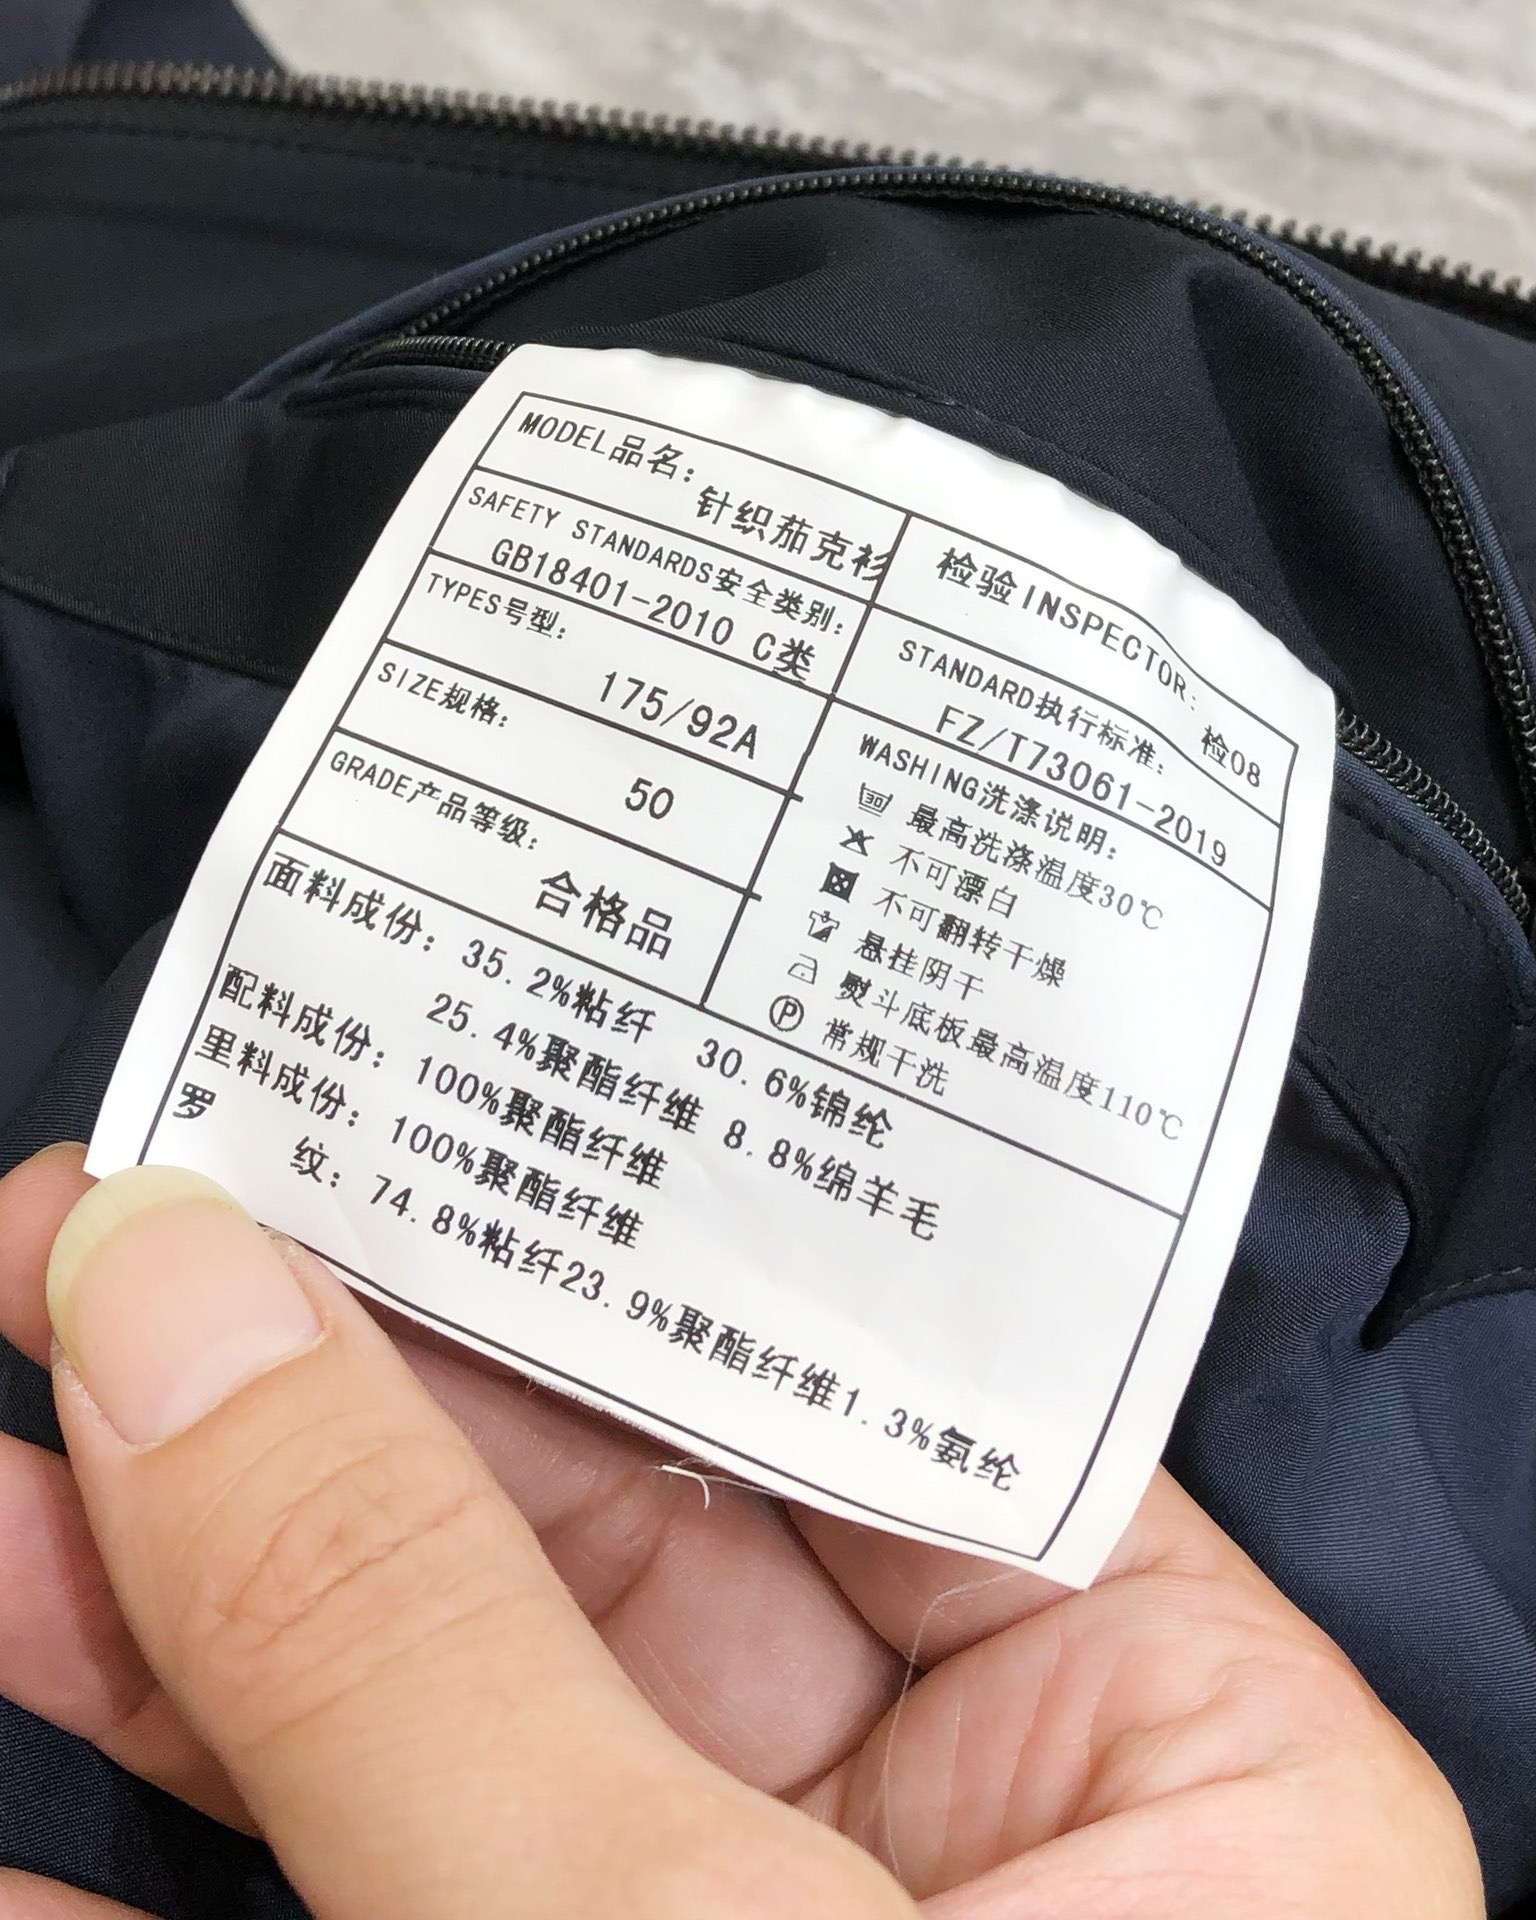 MODEL品名:
针织茄克衫
检验INSPECTOR: 检08
SAFETY STANDARDS安全类别:
GB18401-2010 C类
STANDARD执行标准:
FZ/T73061-2019
TYPES号型:
175/92A
SIZE规格:
50
GRADE产品等级:
合格品
WASHING洗涤说明:
30 最高洗涤温度30℃
不可漂白
不可翻转干燥
悬挂阴干
熨斗底板最高温度110℃
P 常规干洗
面料成份: 35.2%粘纤 30.6%锦纶
25.4%聚酯纤维 8.8%绵羊毛
配料成份: 100%聚酯纤维
里料成份: 100%聚酯纤维
罗 纹: 74.8%粘纤23.9%聚酯纤维1.3%氨纶